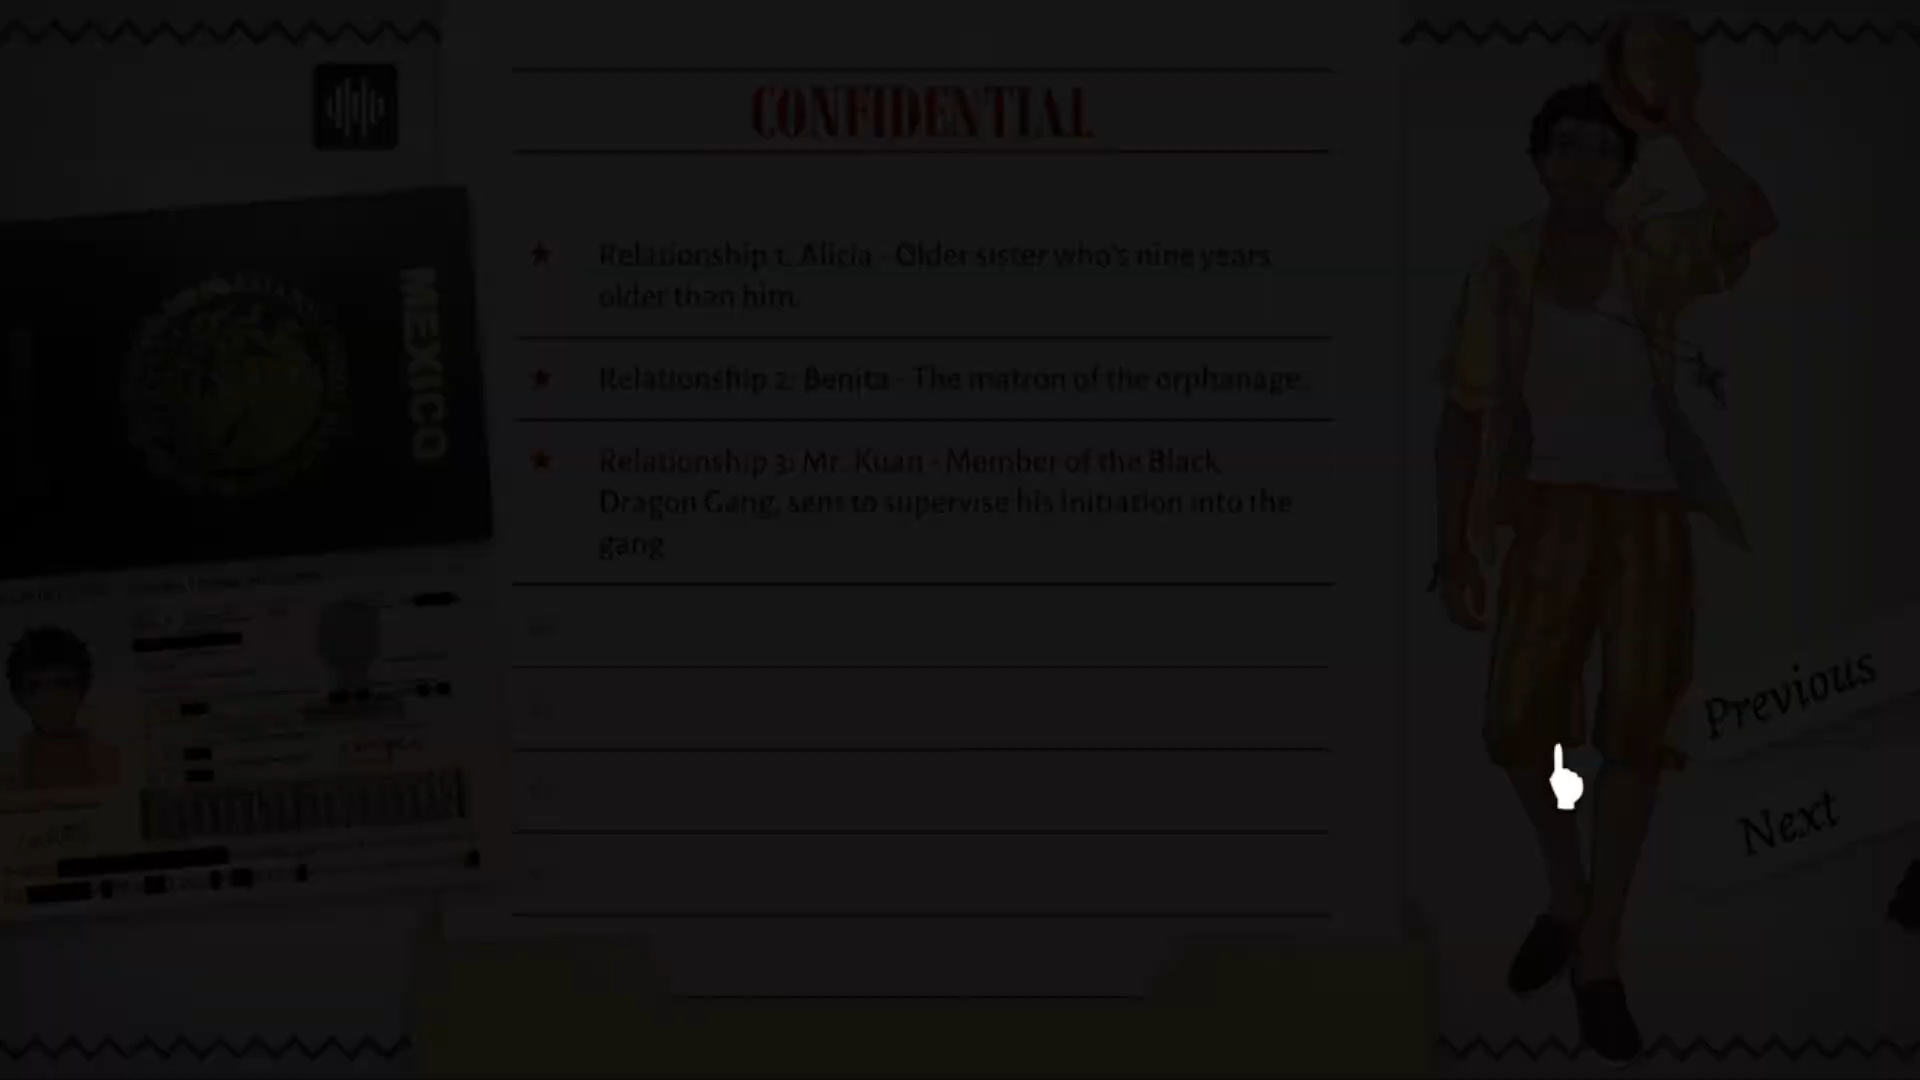 CONFIDENTIAL
Relationship 1: Alicia - Older sister who's nine years
older than him.
Relationship 2: Benita - The matron of the orphanage.
Relationship 3: Mr. Kuan - Member of the Black
Dragon Gang, sent to supervise his initiation into the
gang
MEXICO
Previous
Next